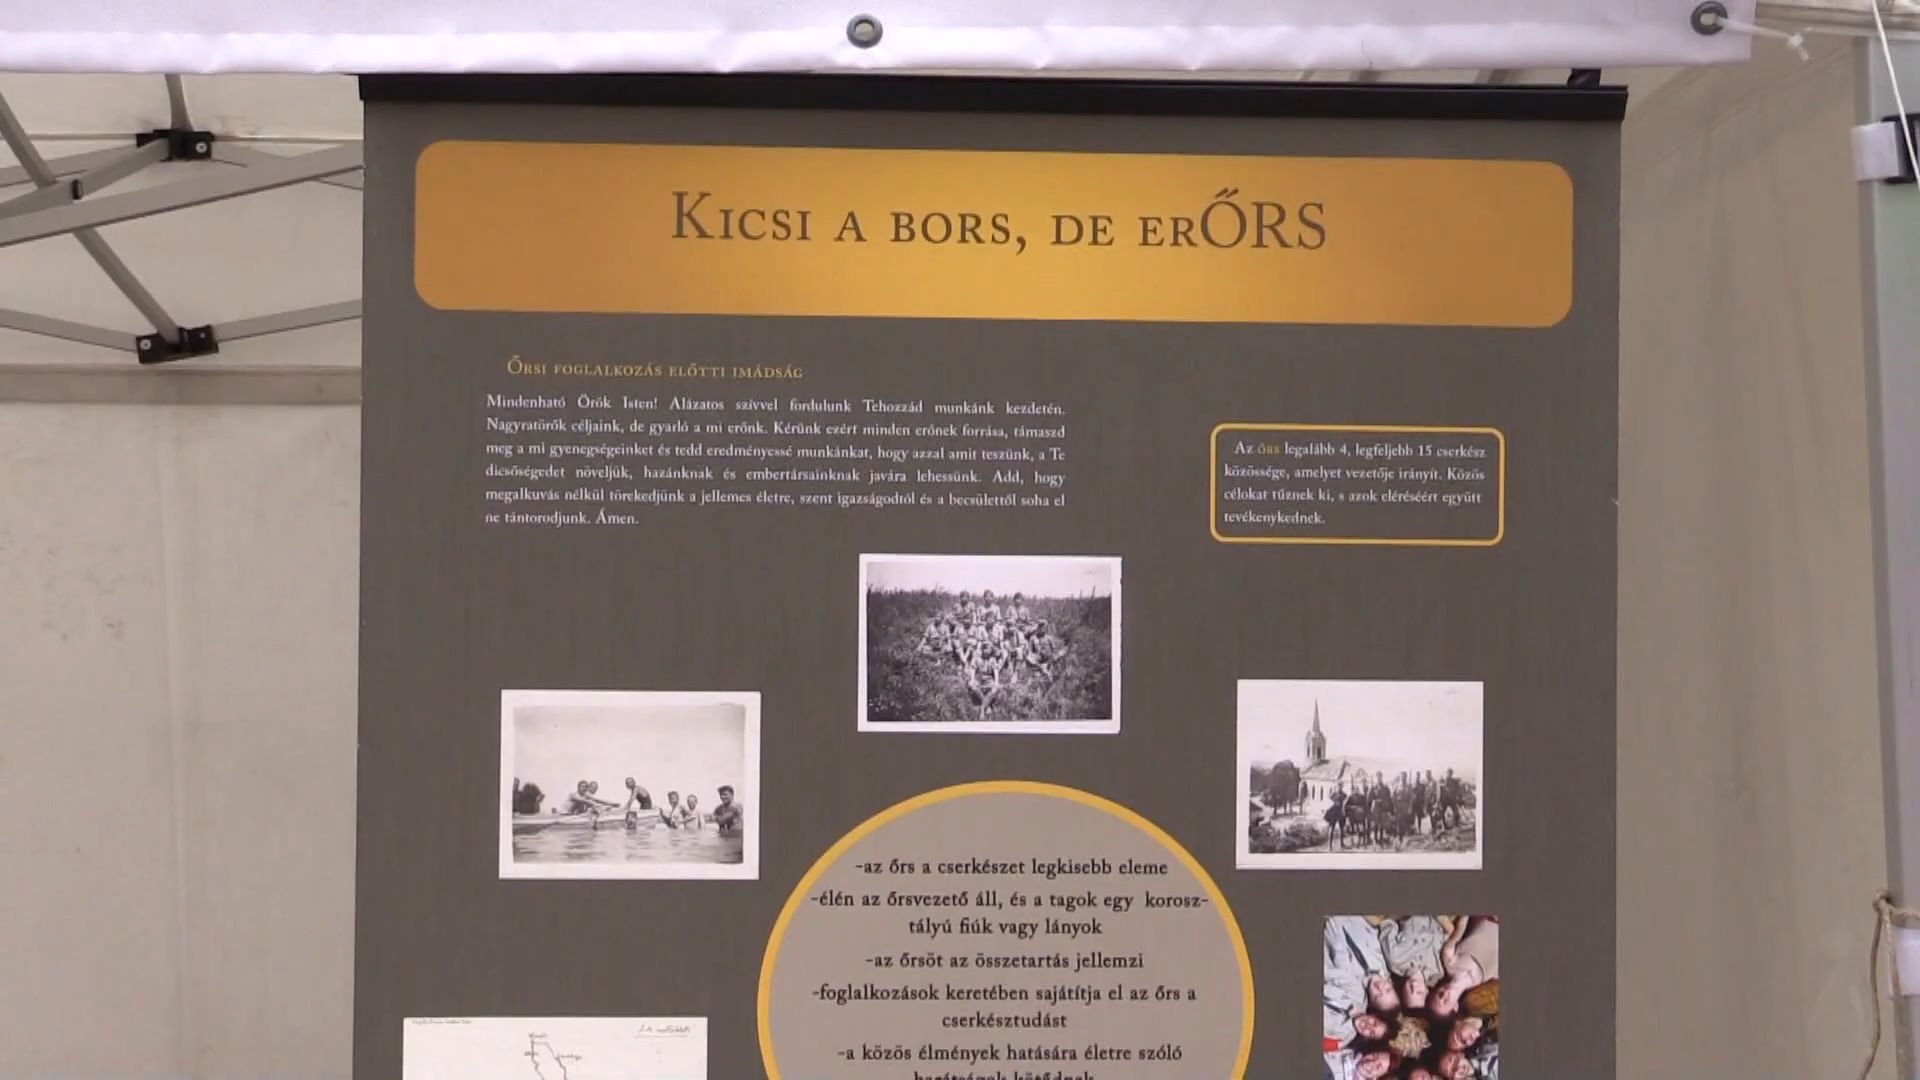 Kicsi a bors, de erŐRS
Őrsi foglalkozás előtti imádság
Mindenható Örök Isten! Alázatos szívvel fordulunk Tehozzád munkánk kezdetén.
Nagyratörők céljaink, de gyarló a mi erőnk. Kérünk ezért minden erőnek forrása, támaszd
meg a mi gyenegségeinket és tedd eredményessé munkánkat, hogy azzal amit teszünk, a Te
dicsőségedet növeljük, hazánknak és embertársainknak javára lehessünk. Add, hogy
megalkuvás nélkül törekedjünk a jellemes életre, szent igazságodtól és a becsülettől soha el
ne tántorodjunk. Ámen.
Az őrs legalább 4, legfeljebb 15 cserkész
közössége, amelyet vezetője irányít. Közös
célokat tűznek ki, s azok eléréséért együtt
tevékenykednek.
-az őrs a cserkészet legkisebb eleme
-élén az őrsvezető áll, és a tagok egy korosz-
tályú fiúk vagy lányok
-az őrsöt az összetartás jellemzi
-foglalkozások keretében sajátítja el az őrs a
cserkésztudást
-a közös élmények hatására életre szóló
barátságok kötődnek